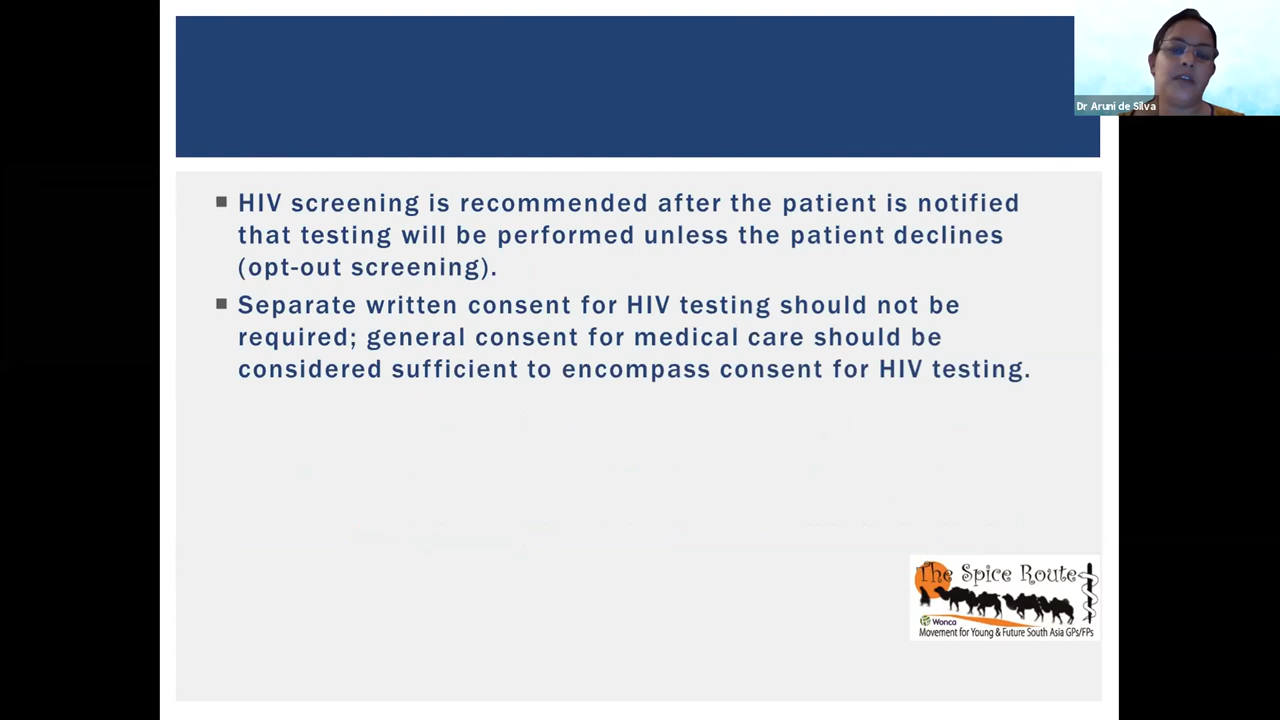 Dr Aruni de Silva
HIV screening is recommended after the patient is notified
that testing will be performed unless the patient declines
(opt-out screening).
Separate written consent for HIV testing should not be
required; general consent for medical care should be
considered sufficient to encompass consent for HIV testing.
The Spice Route
Wonca
Movement for Young & Future South Asia GPs/FPs